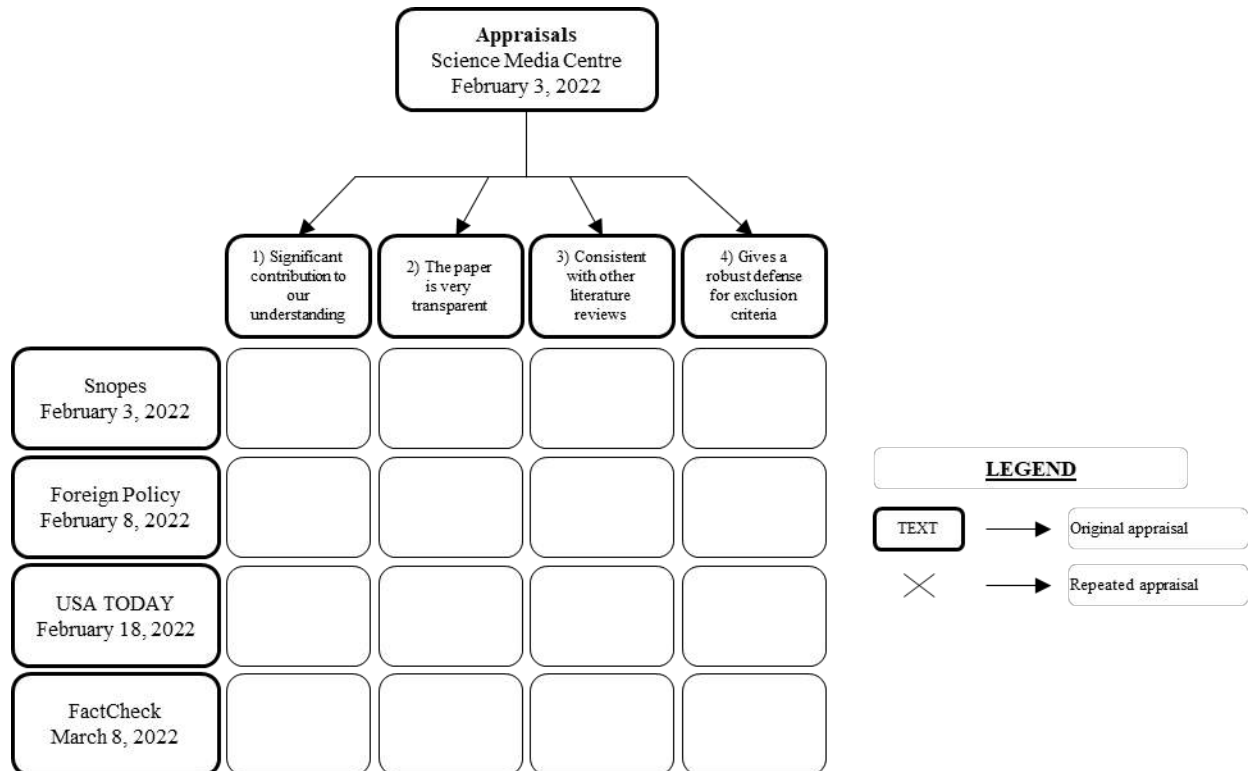 Appraisals
Science Media Centre
February 3, 2022
1) Significant
contribution to
our
understanding
2) The paper
is very
transparent
3) Consistent
with other
literature
reviews
4) Gives a
robust defense
for exclusion
criteria
Snopes
February 3, 2022
Foreign Policy
February 8, 2022
USA TODAY
February 18, 2022
FactCheck
March 8, 2022
LEGEND
TEXT
Original appraisal
Repeated appraisal